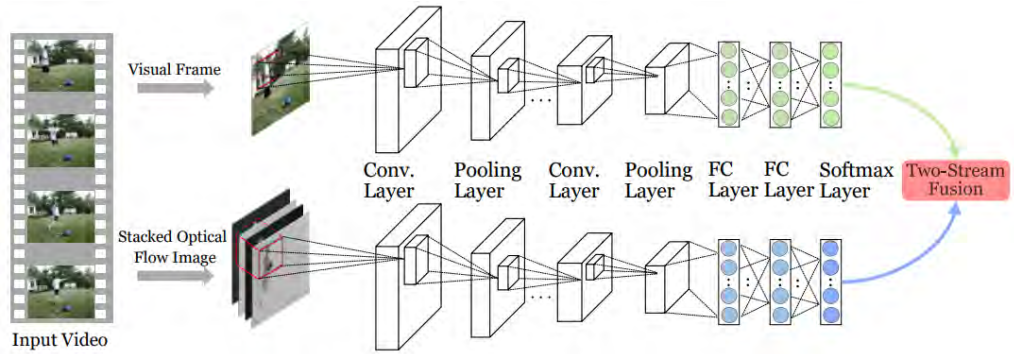 Visual Frame
Stacked Optical
Flow Image
Input Video
Conv.
Layer
Pooling
Layer
Conv.
Layer
Pooling
Layer
FC
Layer
FC
Layer
Softmax
Layer
Two-Stream
Fusion